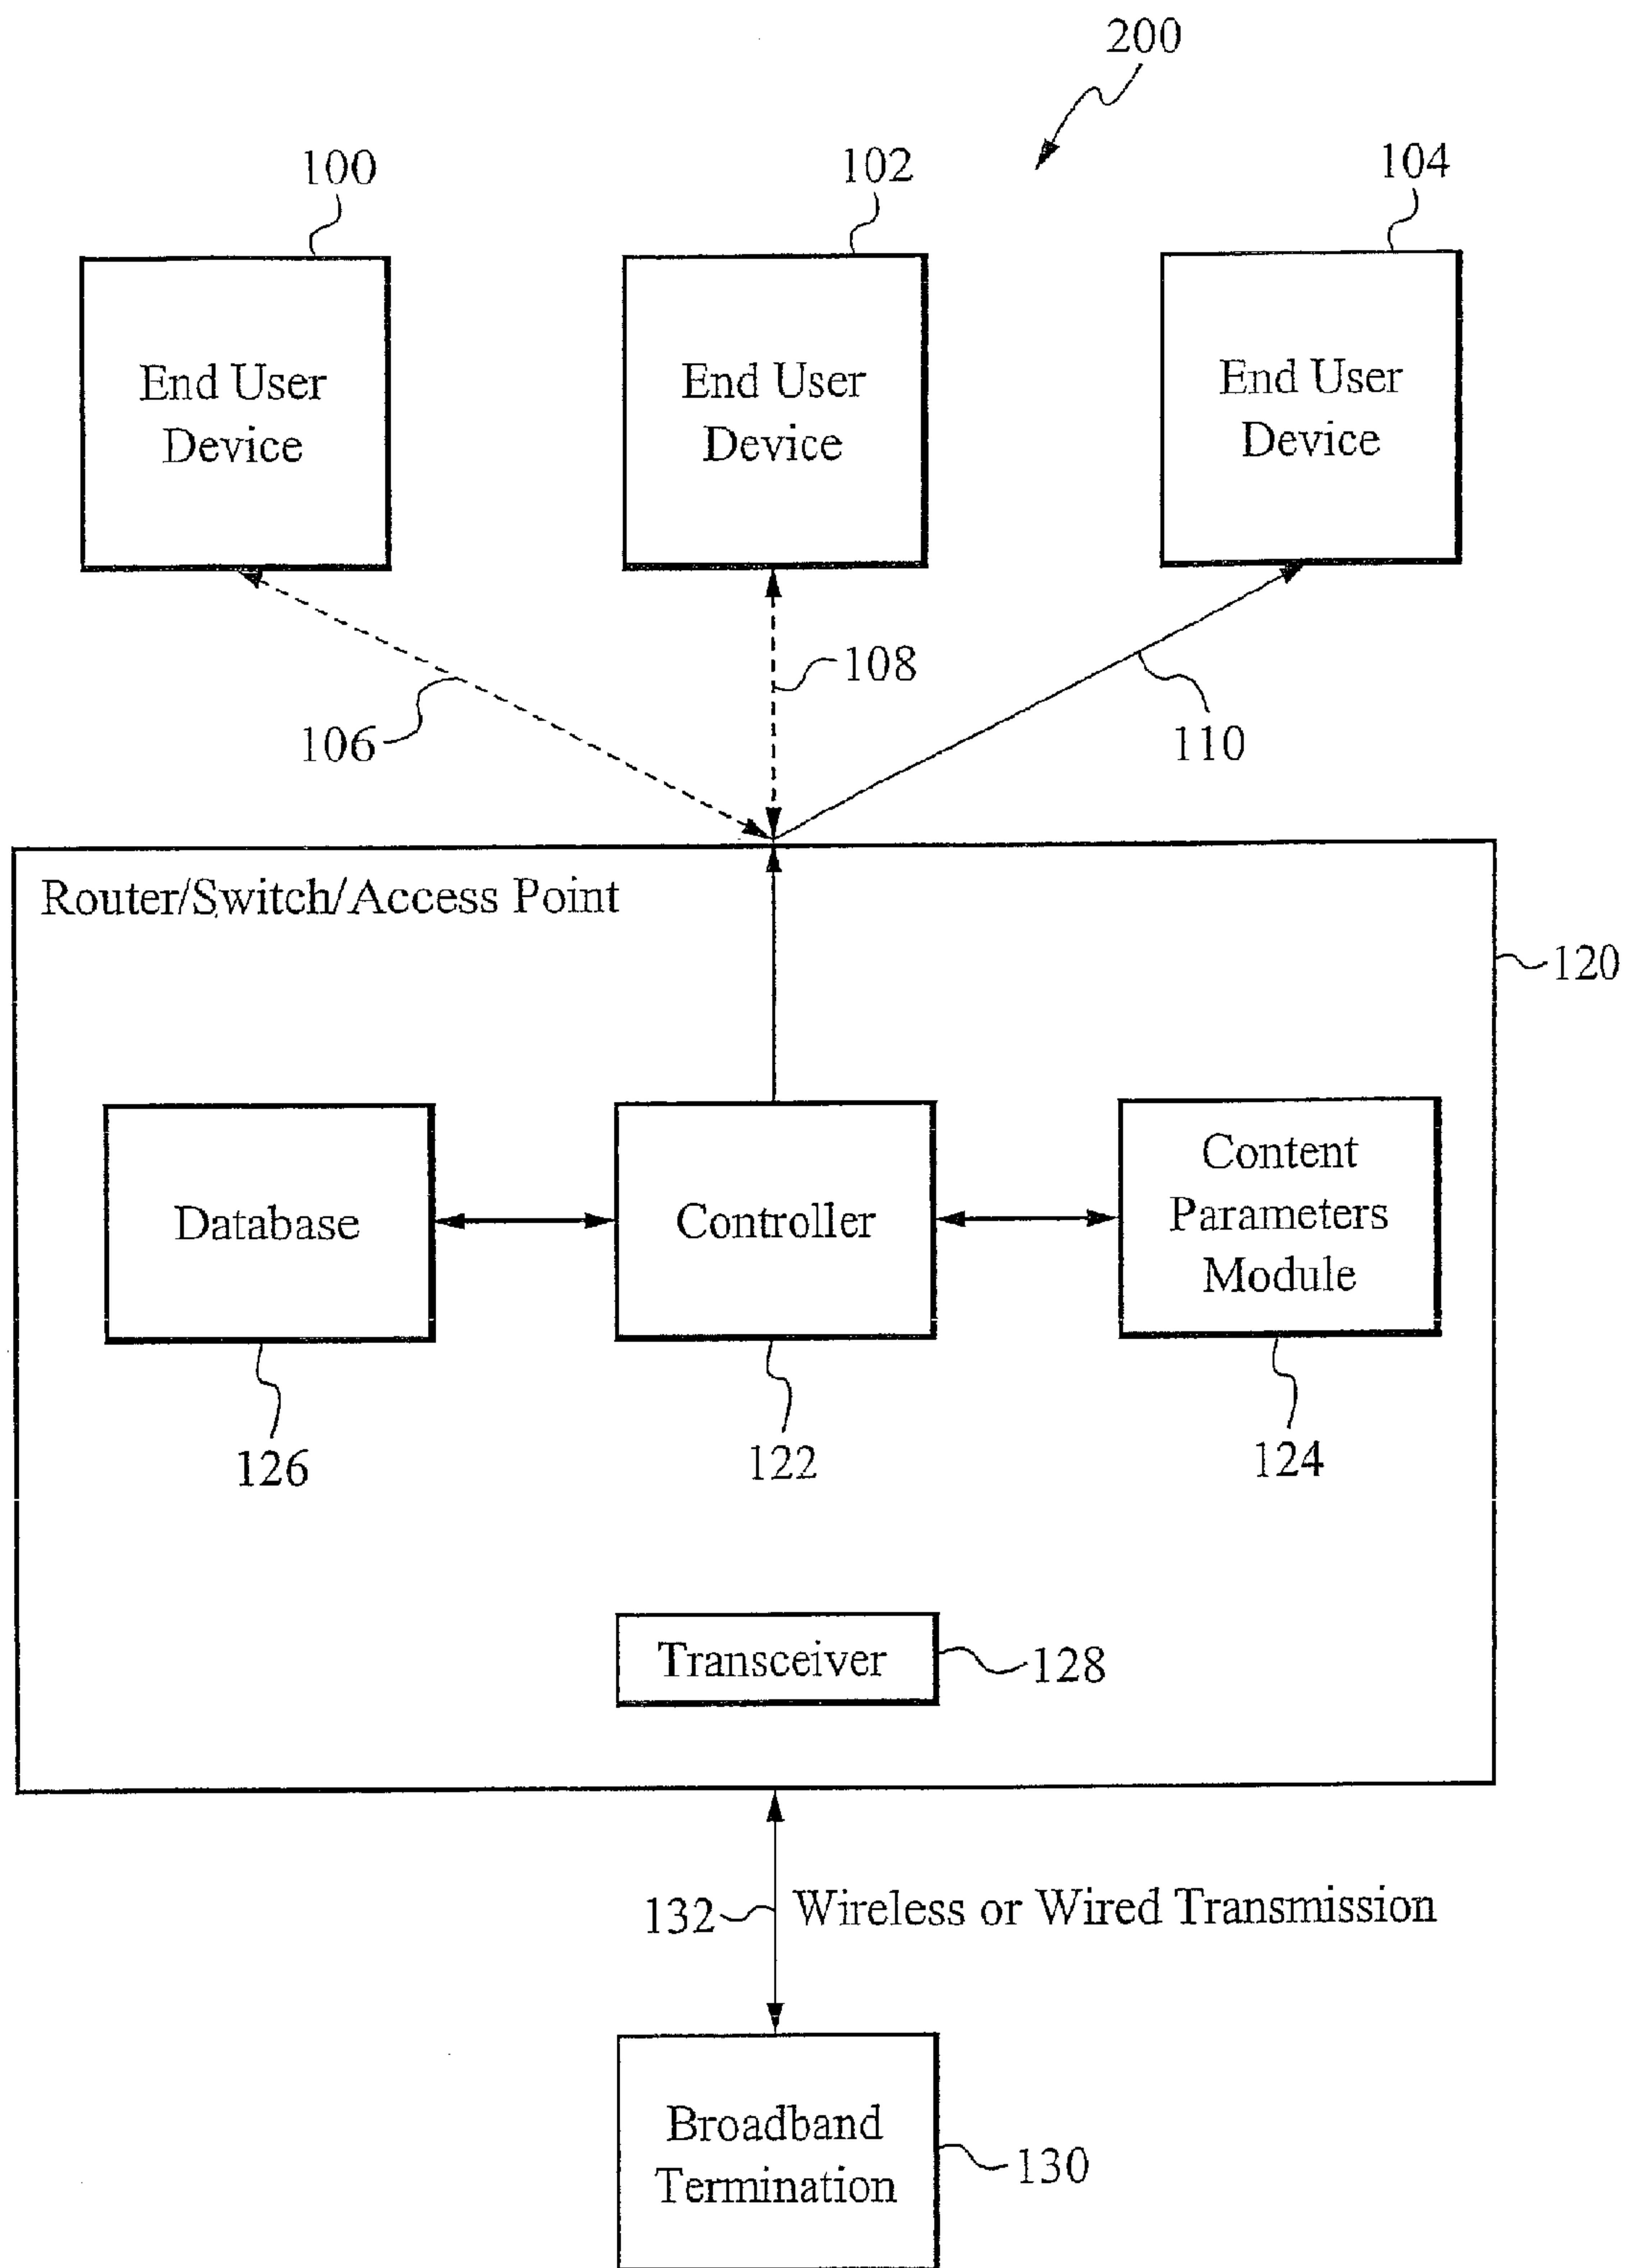 200
100
102
104
End User
Device
End User
Device
End User
Device
106
108
110
Router/Switch/Access Point
120
Database
Controller
Content
Parameters
Module
126
122
124
Transceiver
128
132
Wireless or Wired Transmission
Broadband
Termination
130